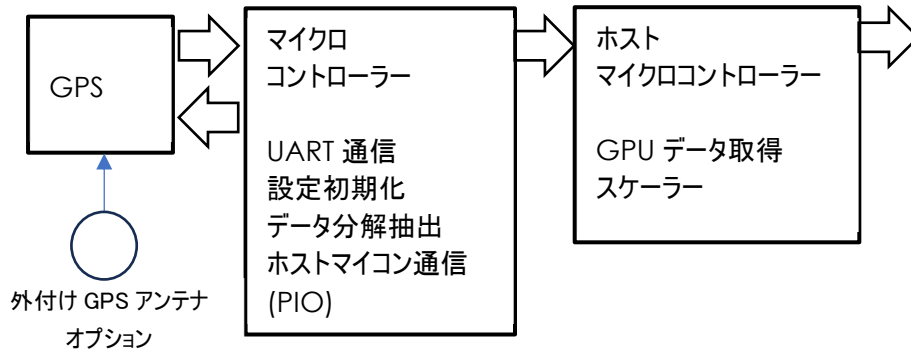 GPS
外付け GPS アンテナ
オプション
マイクロ
コントローラー
UART 通信
設定初期化
データ分解抽出
ホストマイコン通信
(PIO)
ホスト
マイクロコントローラー
GPU データ取得
スケーラー